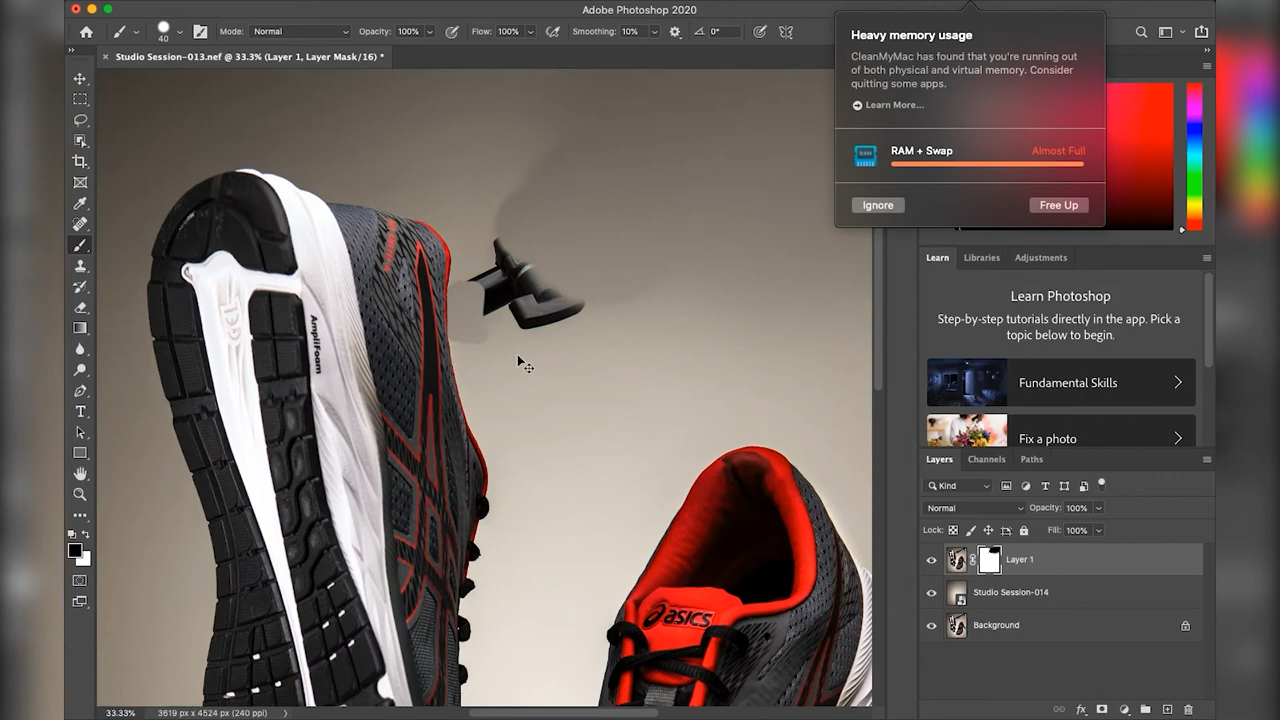 Adobe Photoshop 2020
40
Mode: Normal
Opacity: 100%
Flow: 100%
Smoothing: 10%
0°
× Studio Session-013.nef @ 33.3% (Layer 1, Layer Mask/16) *
Heavy memory usage
CleanMyMac has found that you're running out
of both physical and virtual memory. Consider
quitting some apps.
Learn More...
RAM
RAM + Swap
Almost Full
Ignore
Free Up
Learn
Libraries
Adjustments
Learn Photoshop
Step-by-step tutorials directly in the app. Pick a
topic below to begin.
Fundamental Skills
Fix a photo
Layers
Channels
Paths
Kind
Normal
Opacity: 100%
Lock:
Fill: 100%
Layer 1
Studio Session-014
Background
AmpliFoam
asics
33.33%
3619 px x 4524 px (240 ppi)